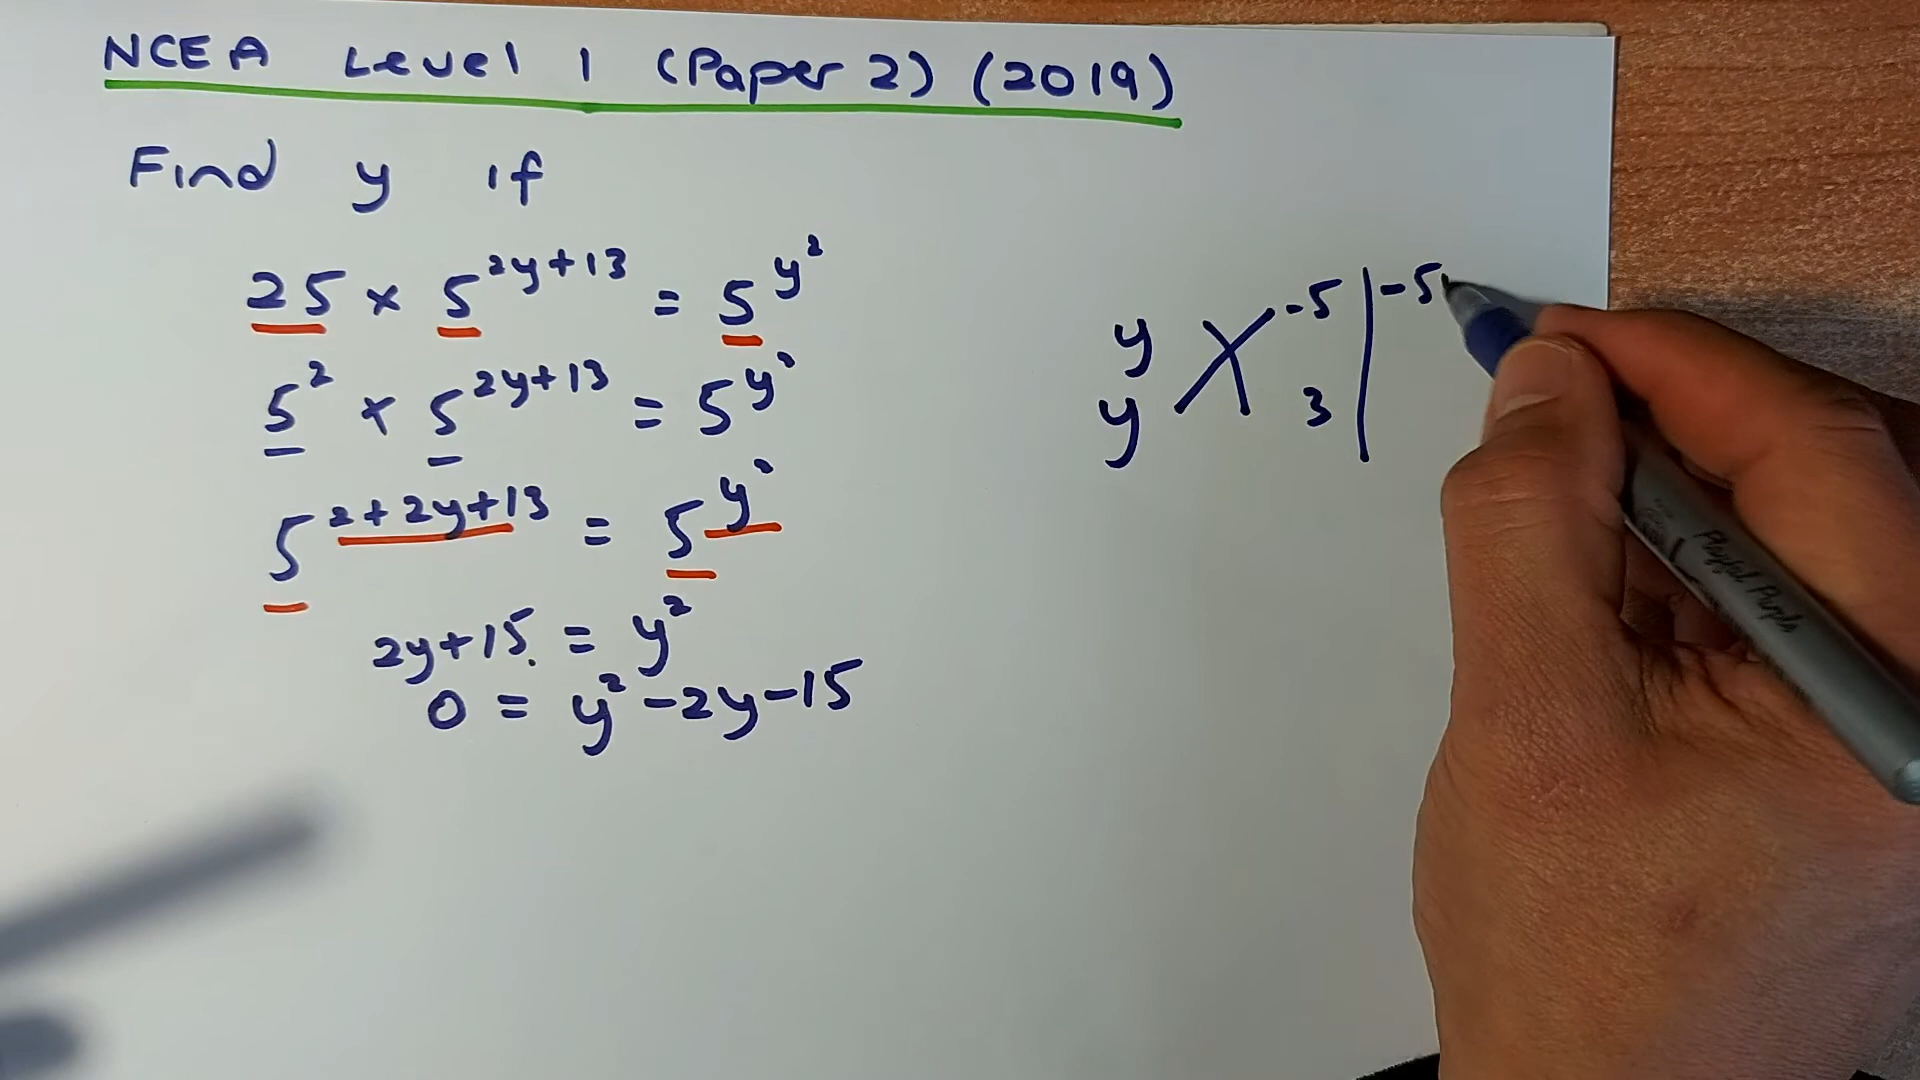 NCEA Level 1 (Paper 2) (2019)
Find y if
25 × 5^(2y+13) = 5^(y²)
5² × 5^(2y+13) = 5^(y²)
5^(2+2y+13) = 5^(y²)
2y+15 = y²
0 = y² -2y-15
y -5 | -5
y 3 |